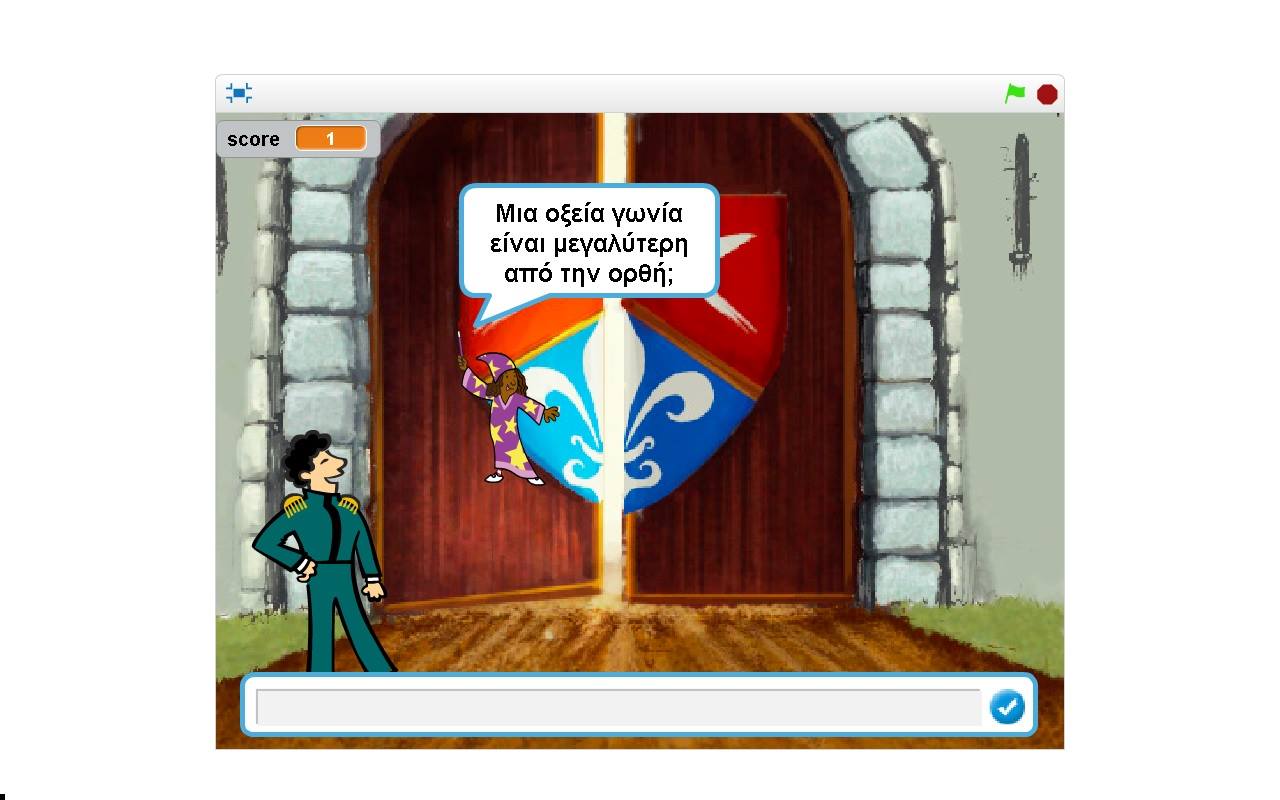 score 1
Μια οξεία γωνία
είναι μεγαλύτερη
από την ορθή;